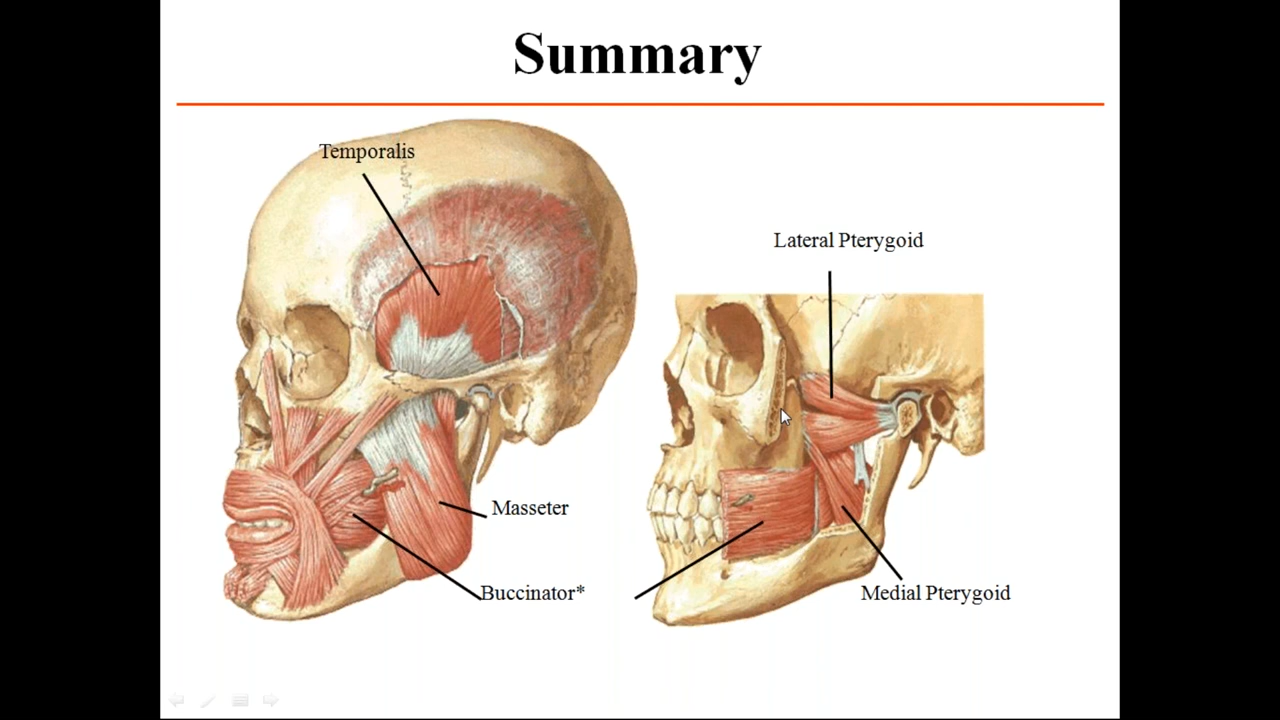 Summary
Temporalis
Lateral Pterygoid
Masseter
Buccinator*
Medial Pterygoid